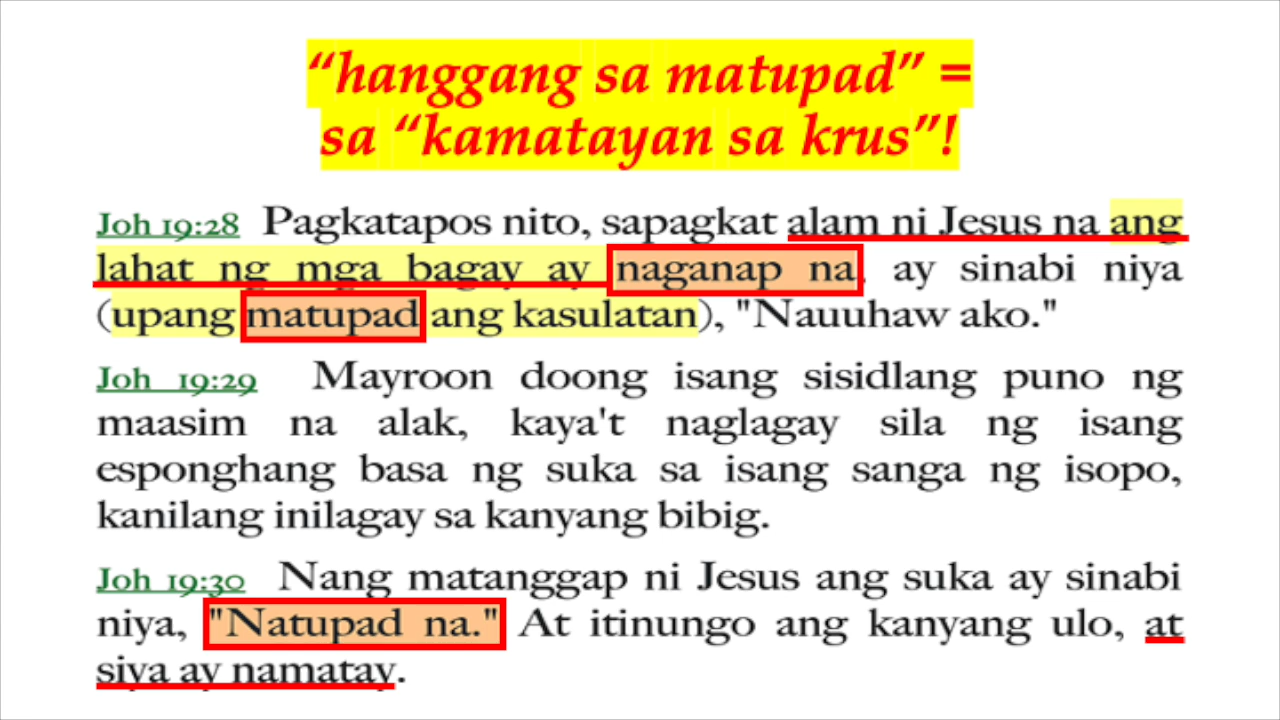 “hanggang sa matupad” =
sa “kamatayan sa krus”!
Joh 19:28 Pagkatapos nito, sapagkat alam ni Jesus na ang
lahat ng mga bagay ay naganap na, ay sinabi niya
(upang matupad ang kasulatan), "Nauuhaw ako."
Joh 19:29 Mayroon doong isang sisidlang puno ng
maasim na alak, kaya't naglagay sila ng isang
esponghang basa ng suka sa isang sanga ng isopo,
kanilang inilagay sa kanyang bibig.
Joh 19:30 Nang matanggap ni Jesus ang suka ay sinabi
niya, "Natupad na." At itinungo ang kanyang ulo, at
siya ay namatay.